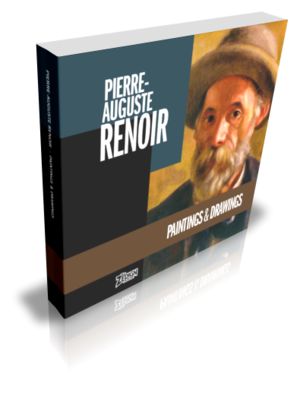 PIERRE-
AUGUSTE
RENOIR
PAINTINGS & DRAWINGS
PIERRE-AUGUSTE RENOIR - PAINTINGS & DRAWINGS